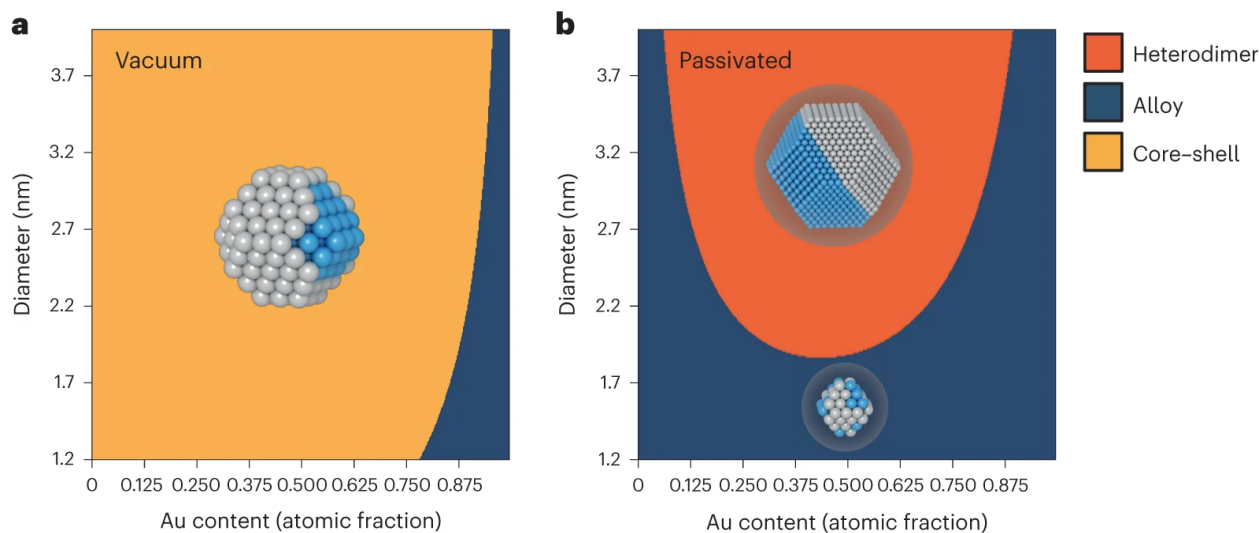 a
Vacuum
3.7
3.2
2.7
2.2
1.7
1.2
Diameter (nm)
0 0.125 0.250 0.375 0.500 0.625 0.750 0.875
Au content (atomic fraction)
b
Passivated
3.7
3.2
2.7
2.2
1.7
1.2
Diameter (nm)
0 0.125 0.250 0.375 0.500 0.625 0.750 0.875
Au content (atomic fraction)
Heterodimer
Alloy
Core–shell